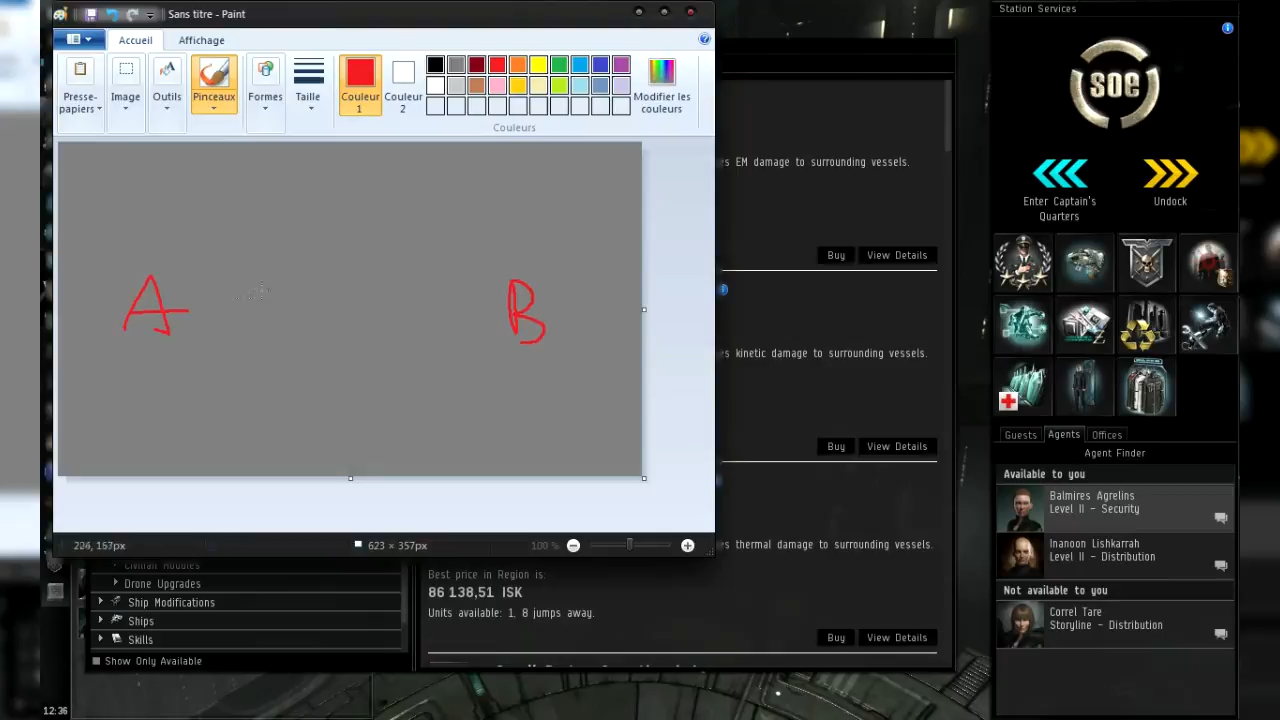 Sans titre - Paint
Accueil
Affichage
Presse-
papiers
Image
Outils
Pinceaux
Formes
Taille
Couleur
1
Couleur
2
Modifier les
couleurs
Couleurs
A
B
623 × 357px
100 %
EM damage to surrounding vessels.
Buy
View Details
kinetic damage to surrounding vessels.
Buy
View Details
thermal damage to surrounding vessels.
Best price in Region is:
86 138,51 ISK
Units available: 1, 8 jumps away.
Buy
View Details
Civilian Modules
Drone Upgrades
Ship Modifications
Ships
Skills
Show Only Available
12:36
Station Services
SOE
Enter Captain's
Quarters
Undock
Guests
Agents
Offices
Agent Finder
Available to you
Balmires Agrelins
Level II - Security
Inanoon Lishkarrah
Level II - Distribution
Not available to you
Correl Tare
Storyline - Distribution